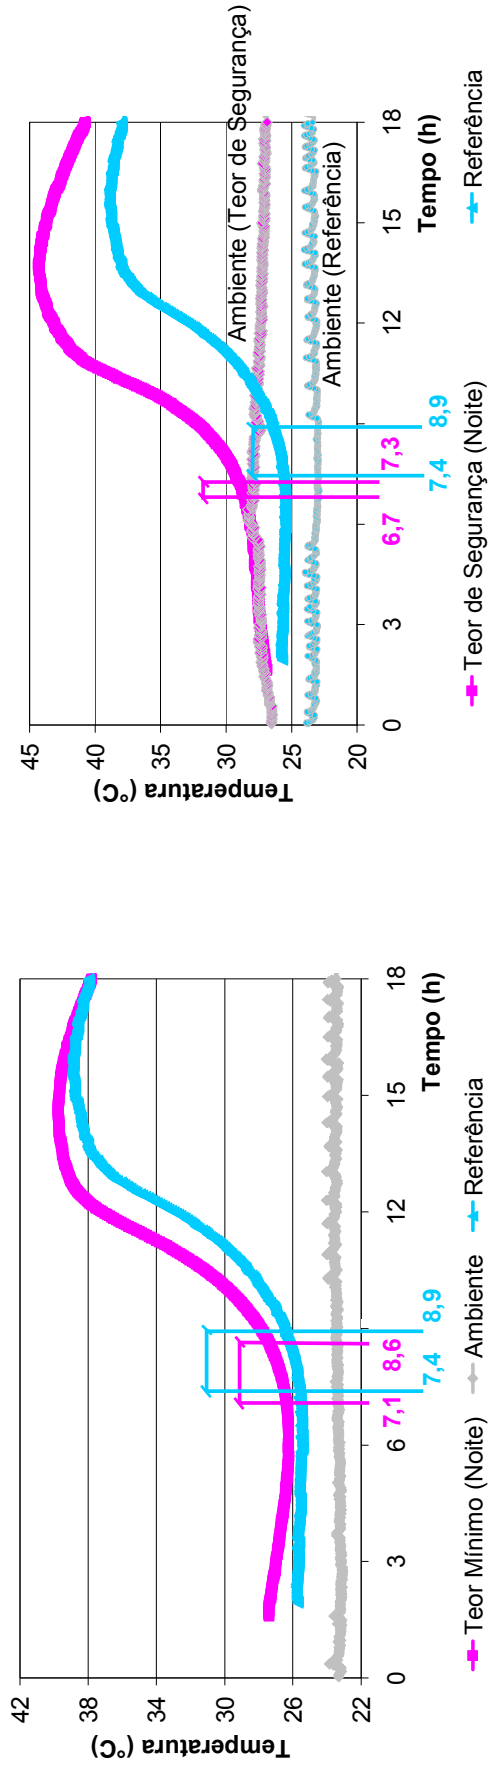 42
38
34
30
26
22
Temperatura (°C)
0
3
6
12
15
18
Tempo (h)
7,1
8,6
7,4
8,9
Teor Mínimo (Noite)
Ambiente
Referência
45
40
35
30
25
20
Temperatura (°C)
Ambiente (Teor de Segurança)
Ambiente (Referência)
0
3
12
15
18
Tempo (h)
6,7
7,3
7,4
8,9
Teor de Segurança (Noite)
Referência